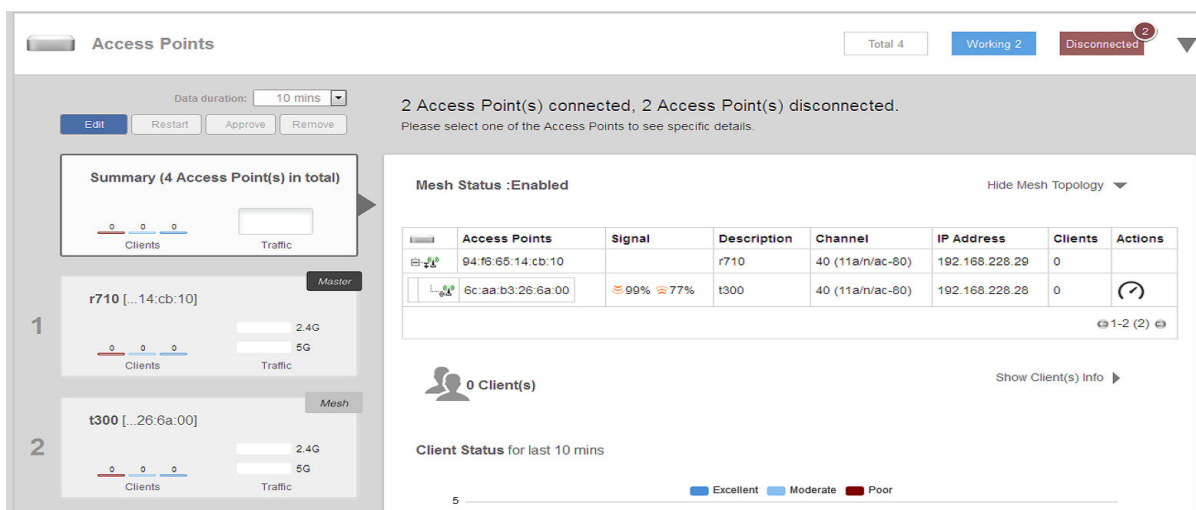 Access Points
Total 4
Working 2
Disconnected
2
Data duration: 10 mins
Edit Restart Approve Remove
2 Access Point(s) connected, 2 Access Point(s) disconnected.
Please select one of the Access Points to see specific details.
Summary (4 Access Point(s) in total)
0 0 0
Clients Traffic
Mesh Status :Enabled
Hide Mesh Topology
Access Points Signal Description Channel IP Address Clients Actions
94:f6:65:14:cb:10 r710 40 (11a/n/ac-80) 192.168.228.29 0
6c:aa:b3:26:6a:00 99% 77% t300 40 (11a/n/ac-80) 192.168.228.28 0
1-2 (2)
1
Master
r710 [...14:cb:10]
2.4G
5G
0 0 0
Clients Traffic
0 Client(s)
Show Client(s) Info
2
Mesh
t300 [...26:6a:00]
2.4G
5G
0 0 0
Clients Traffic
Client Status for last 10 mins
Excellent Moderate Poor
5